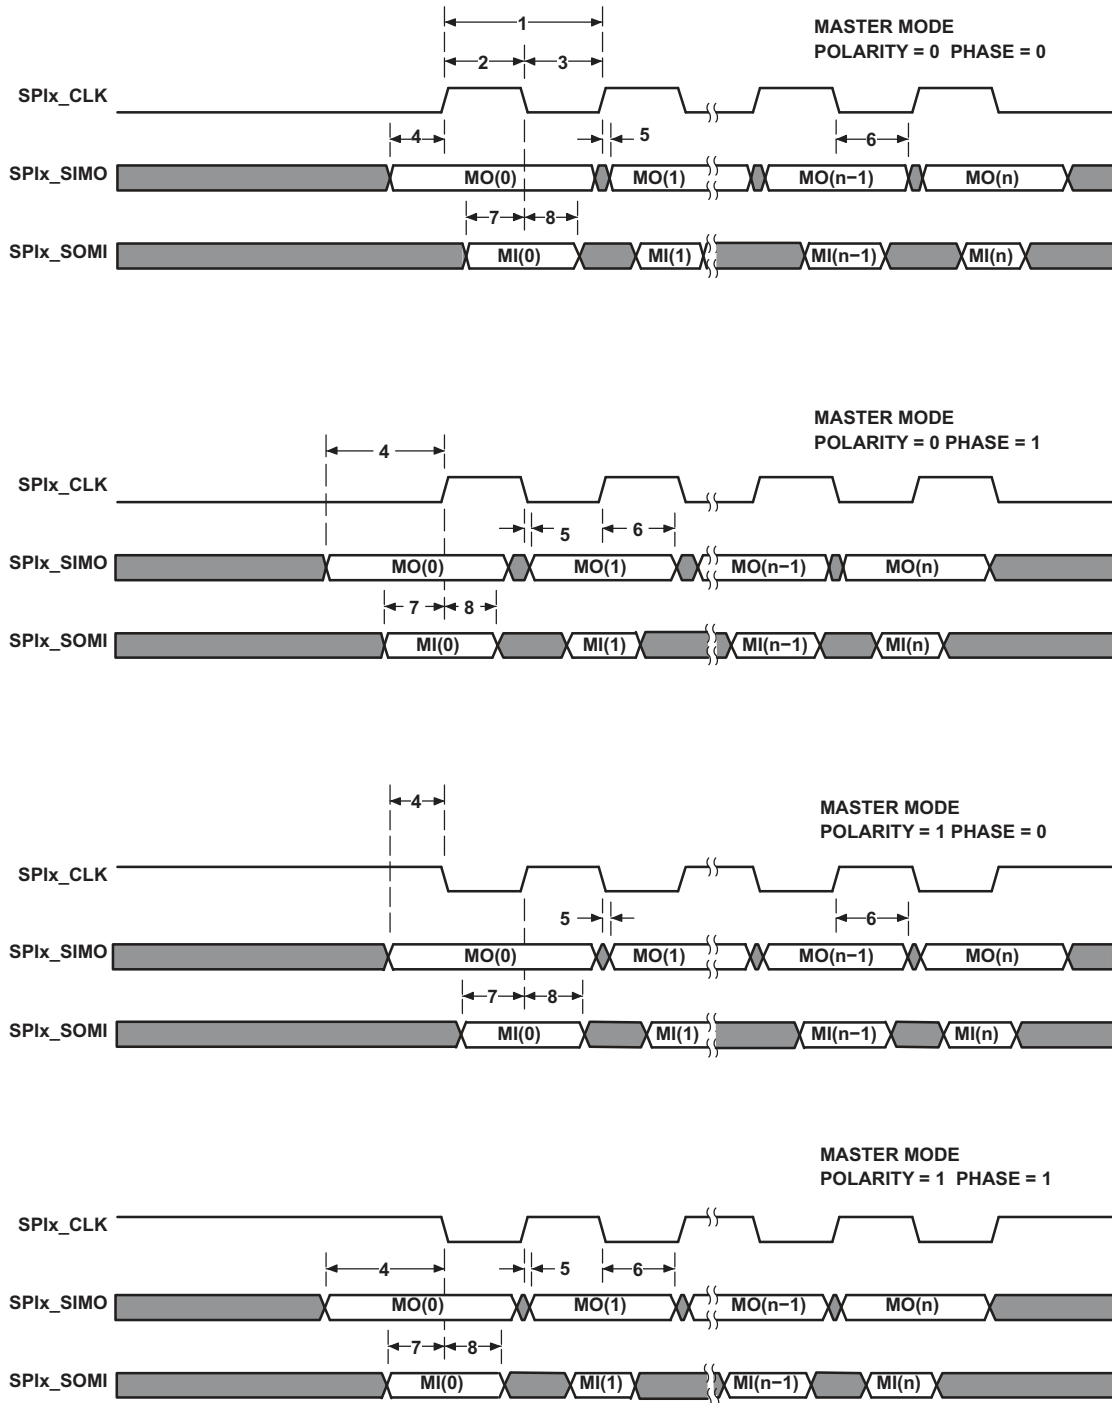 1
MASTER MODE
POLARITY = 0 PHASE = 0
2 3
SPIx_CLK
4 5 6
SPIx_SIMO MO(0) MO(1) MO(n−1) MO(n)
7 8
SPIx_SOMI MI(0) MI(1) MI(n−1) MI(n)
MASTER MODE
POLARITY = 0 PHASE = 1
4
SPIx_CLK
5 6
SPIx_SIMO MO(0) MO(1) MO(n−1) MO(n)
7 8
SPIx_SOMI MI(0) MI(1) MI(n−1) MI(n)
4
MASTER MODE
POLARITY = 1 PHASE = 0
SPIx_CLK
5 6
SPIx_SIMO MO(0) MO(1) MO(n−1) MO(n)
7 8
SPIx_SOMI MI(0) MI(1) MI(n−1) MI(n)
MASTER MODE
POLARITY = 1 PHASE = 1
SPIx_CLK
4 5 6
SPIx_SIMO MO(0) MO(1) MO(n−1) MO(n)
7 8
SPIx_SOMI MI(0) MI(1) MI(n−1) MI(n)